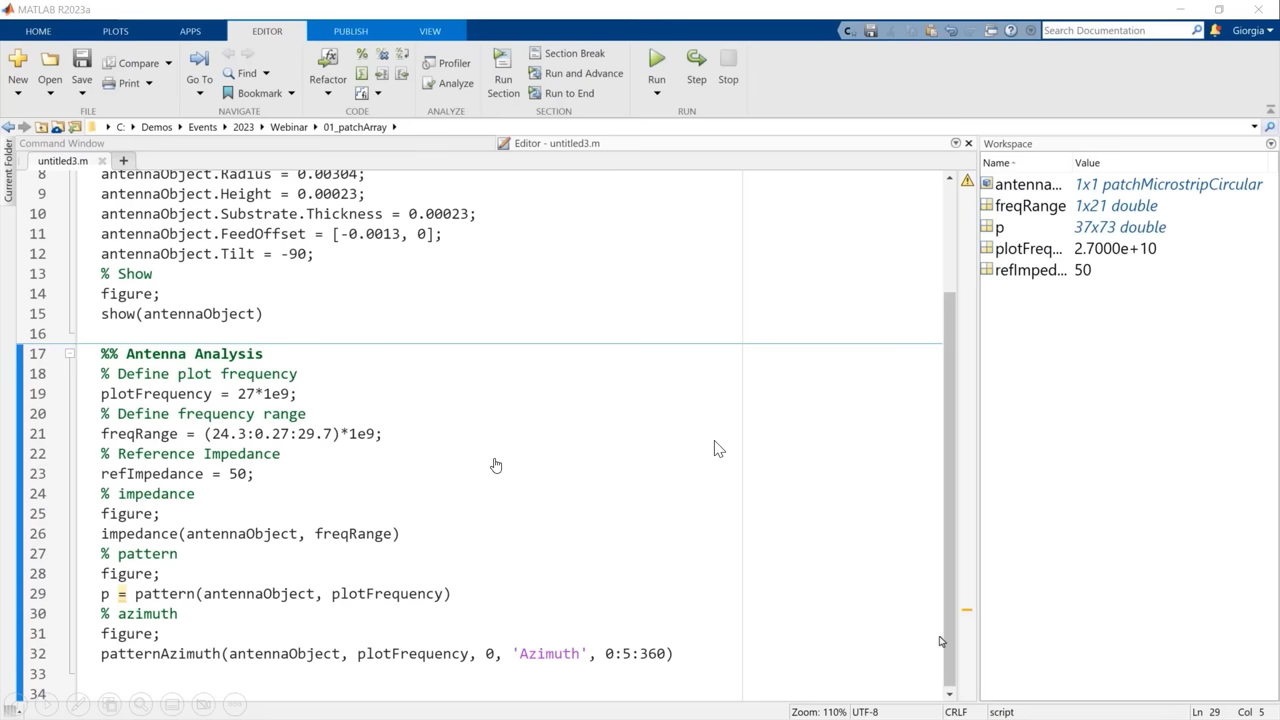 MATLAB R2023a
HOME PLOTS APPS EDITOR PUBLISH VIEW Search Documentation Giorgia
New Open Save Compare Print Go To Find Bookmark Refactor Profiler Analyze Run Section Section Break Run and Advance Run to End Run Step Stop
FILE NAVIGATE CODE ANALYZE SECTION RUN
C: Demos Events 2023 Webinar 01_patchArray
Current Folder
Command Window Editor - untitled3.m Workspace
untitled3.m Name Value
8 antennaObject.Radius = 0.00304;
9 antennaObject.Height = 0.00023;
10 antennaObject.Substrate.Thickness = 0.00023;
11 antennaObject.FeedOffset = [-0.0013, 0];
12 antennaObject.Tilt = -90;
13 % Show
14 figure;
15 show(antennaObject)
16
17 %% Antenna Analysis
18 % Define plot frequency
19 plotFrequency = 27*1e9;
20 % Define frequency range
21 freqRange = (24.3:0.27:29.7)*1e9;
22 % Reference Impedance
23 refImpedance = 50;
24 % impedance
25 figure;
26 impedance(antennaObject, freqRange)
27 % pattern
28 figure;
29 p = pattern(antennaObject, plotFrequency)
30 % azimuth
31 figure;
32 patternAzimuth(antennaObject, plotFrequency, 0, 'Azimuth', 0:5:360)
33
34
antenna... 1x1 patchMicrostripCircular
freqRange 1x21 double
p 37x73 double
plotFreq... 2.7000e+10
refImped... 50
Zoom: 110% UTF-8 CRLF script Ln 29 Col 5